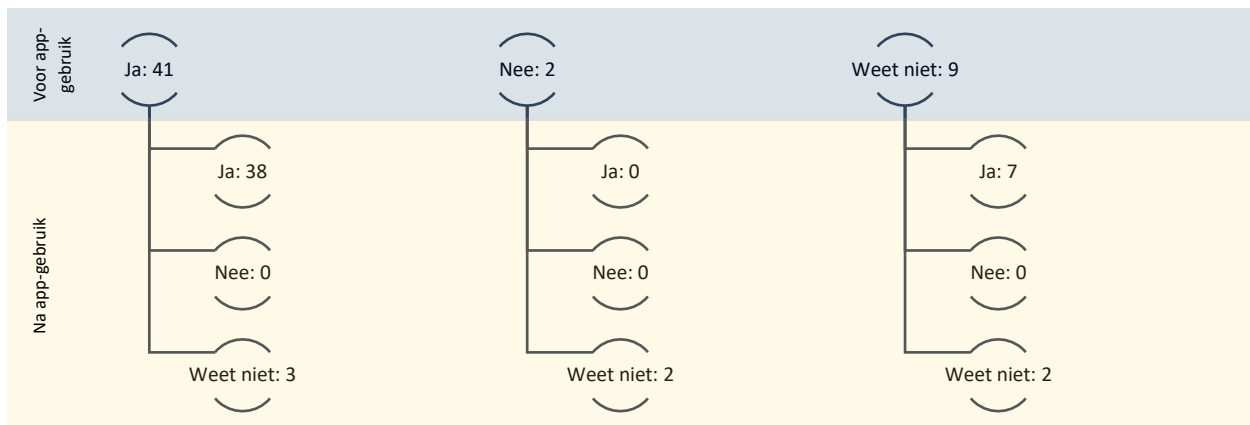 Voor app-
gebruik
Ja: 41
Nee: 2
Weet niet: 9
Na app-gebruik
Ja: 38
Ja: 0
Ja: 7
Nee: 0
Nee: 0
Nee: 0
Weet niet: 3
Weet niet: 2
Weet niet: 2